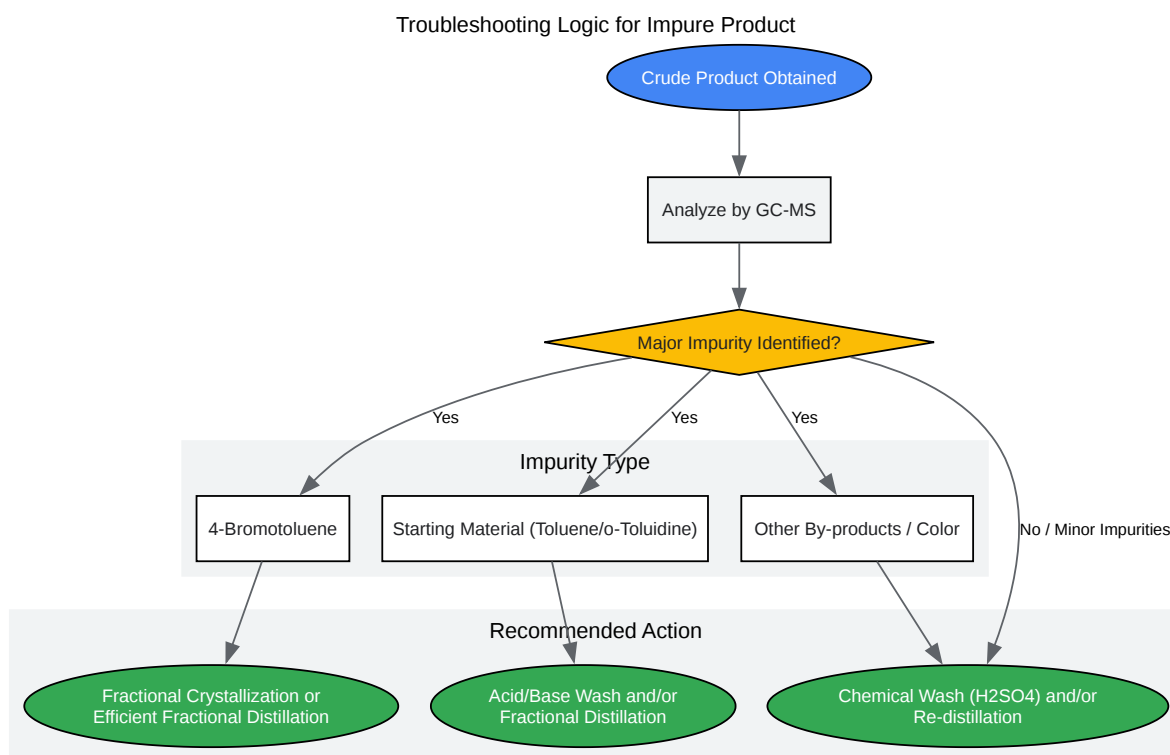 Troubleshooting Logic for Impure Product
Crude Product Obtained
Analyze by GC-MS
Major Impurity Identified?
Yes
Yes
Yes
No / Minor Impurities
Impurity Type
4-Bromotoluene
Starting Material (Toluene/o-Toluidine)
Other By-products / Color
Recommended Action
Fractional Crystallization or
Efficient Fractional Distillation
Acid/Base Wash and/or
Fractional Distillation
Chemical Wash (H2SO4) and/or
Re-distillation